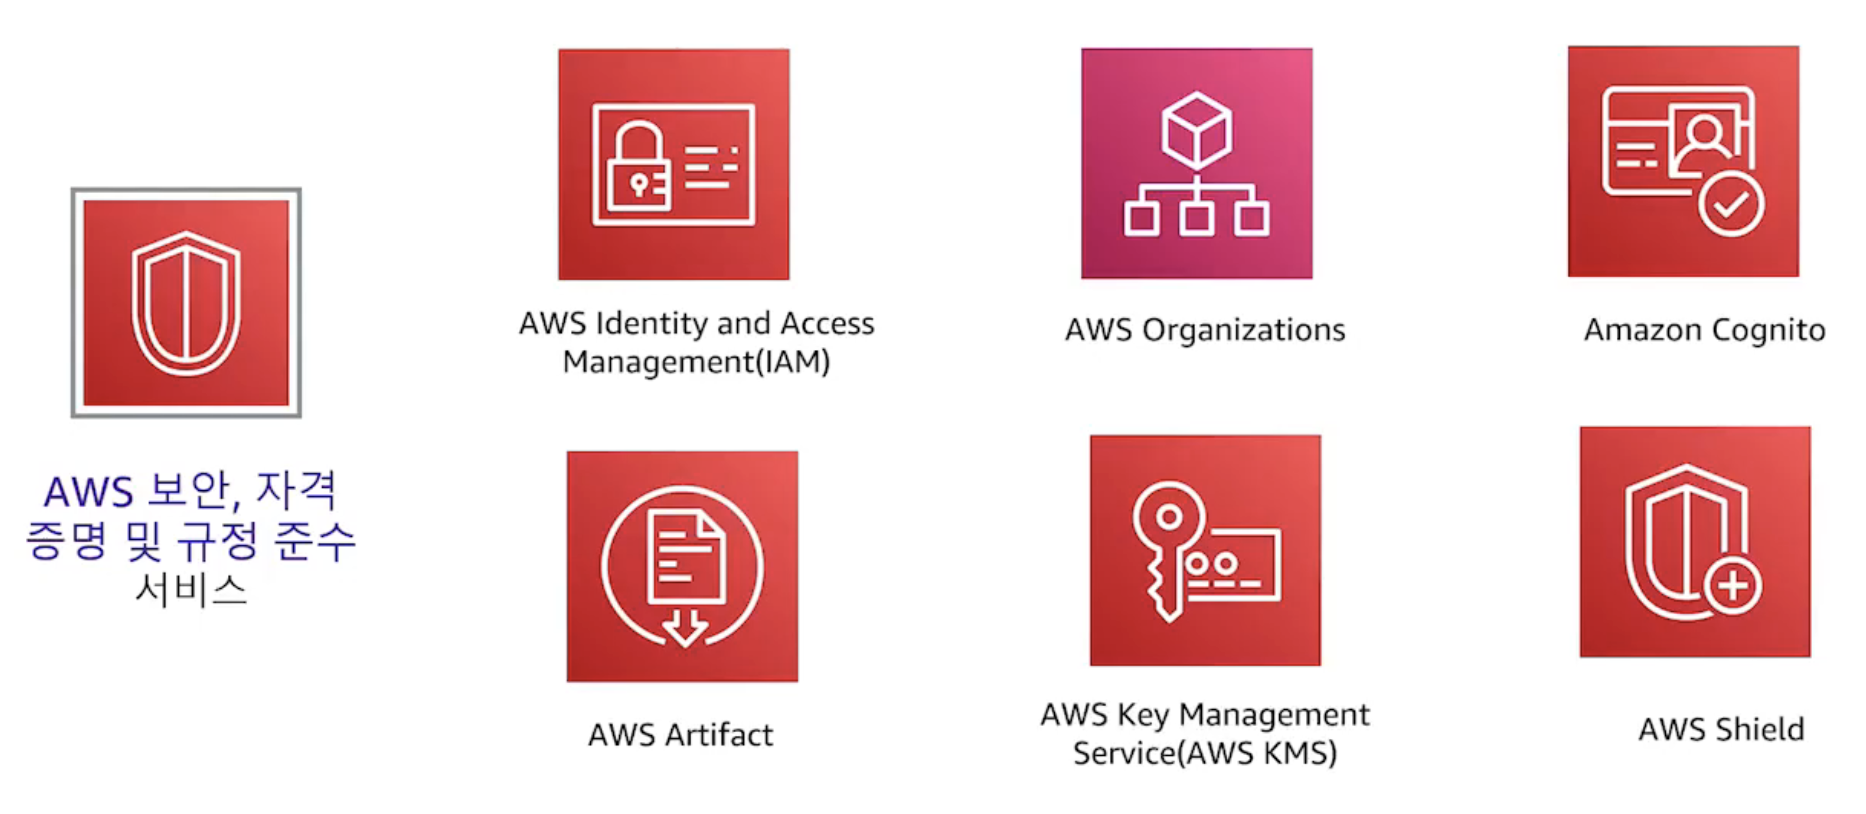 AWS 보안, 자격
증명 및 규정 준수
서비스
AWS Identity and Access
Management(IAM)
AWS Organizations
Amazon Cognito
AWS Artifact
AWS Key Management
Service(AWS KMS)
AWS Shield